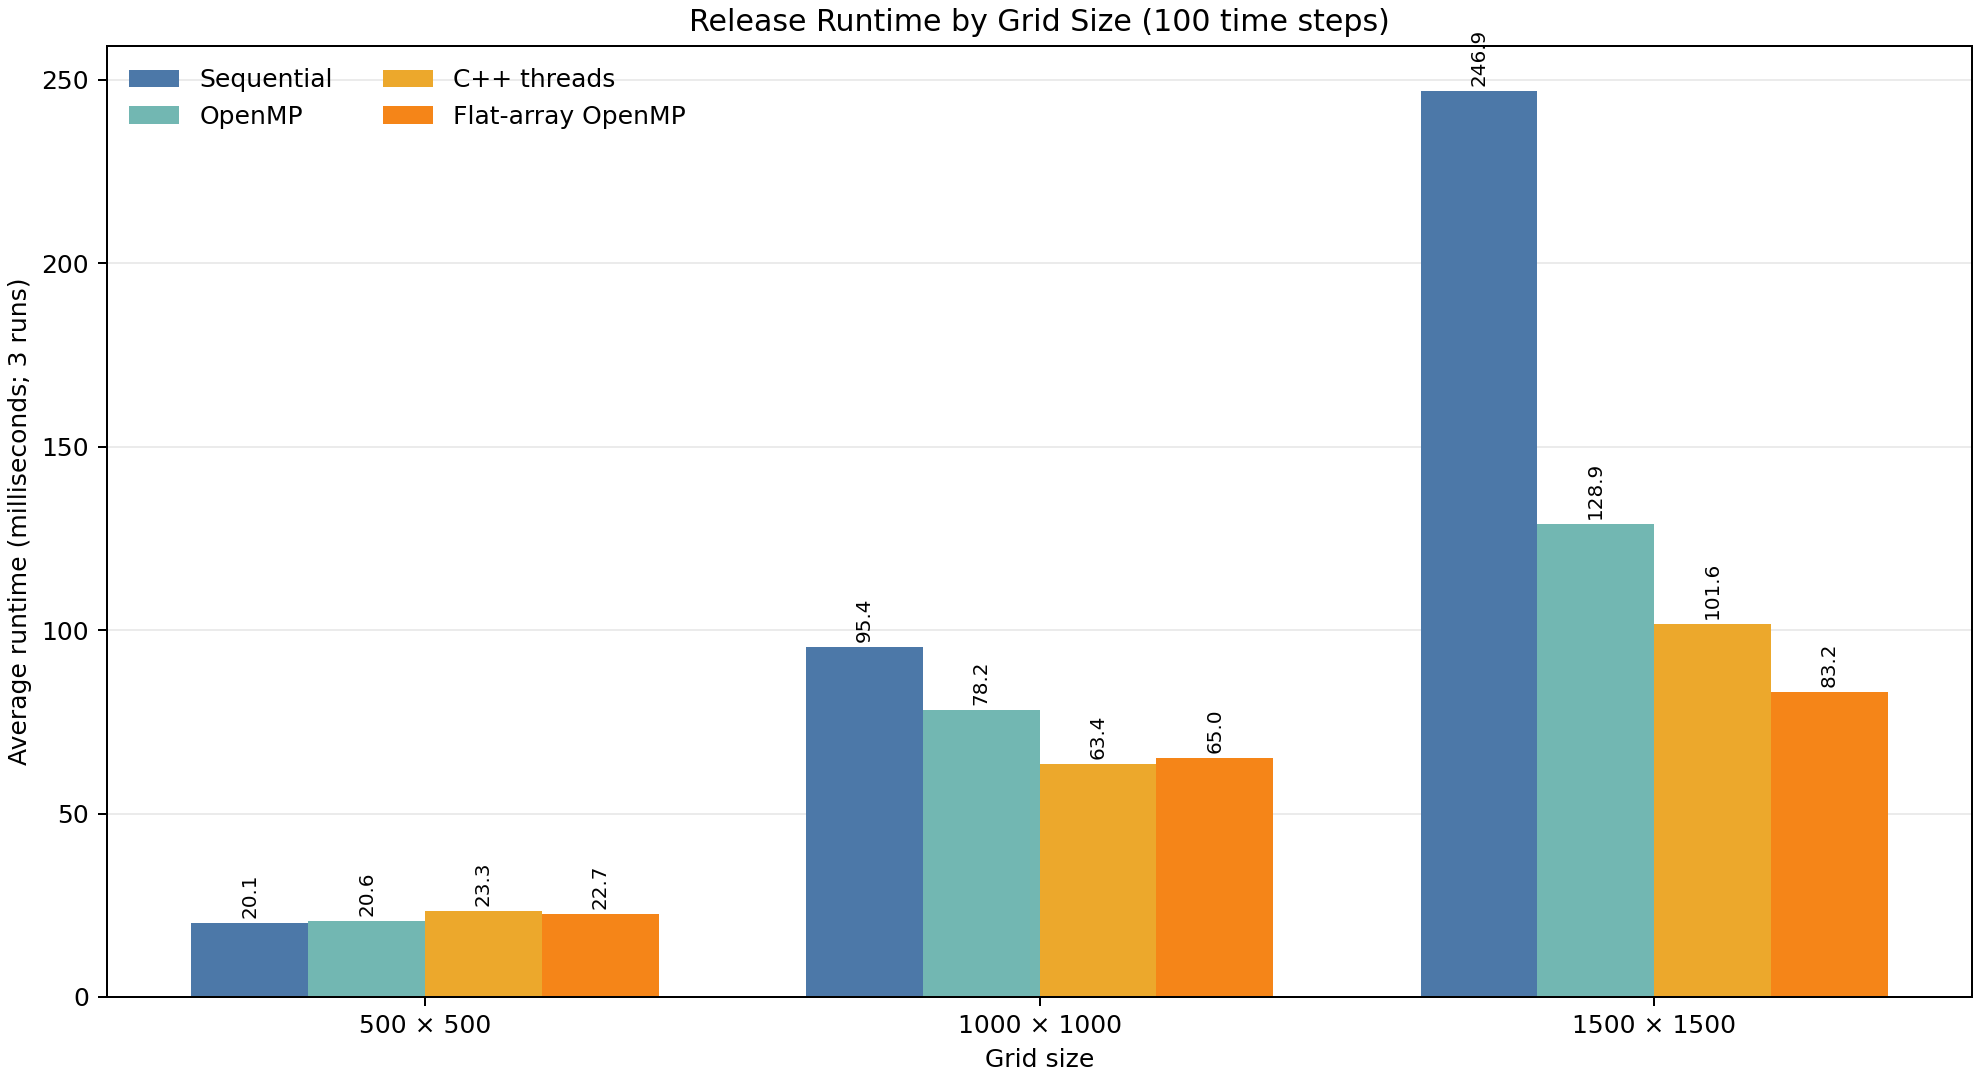 Release Runtime by Grid Size (100 time steps)
Sequential
OpenMP
C++ threads
Flat-array OpenMP
Average runtime (milliseconds; 3 runs)
250
200
150
100
50
0
20.1
20.6
23.3
22.7
95.4
78.2
63.4
65.0
246.9
128.9
101.6
83.2
500 × 500
1000 × 1000
1500 × 1500
Grid size